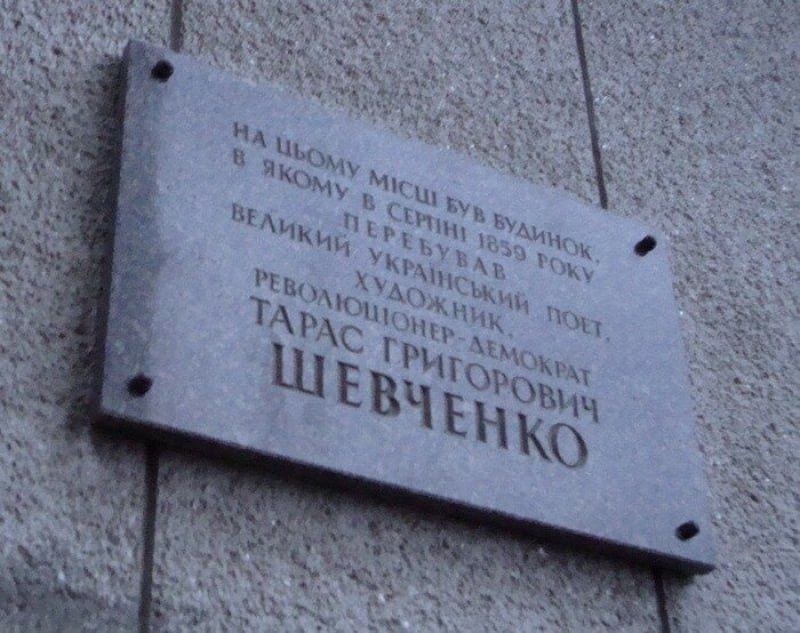 НА ЦЬОМУ МІСЦІ БУВ БУДИНОК,
В ЯКОМУ В СЕРПНІ 1859 РОКУ
ПЕРЕБУВАВ
ВЕЛИКИЙ УКРАЇНСЬКИЙ ПОЕТ,
ХУДОЖНИК,
РЕВОЛЮЦІОНЕР-ДЕМОКРАТ
ТАРАС ГРИГОРОВИЧ
ШЕВЧЕНКО